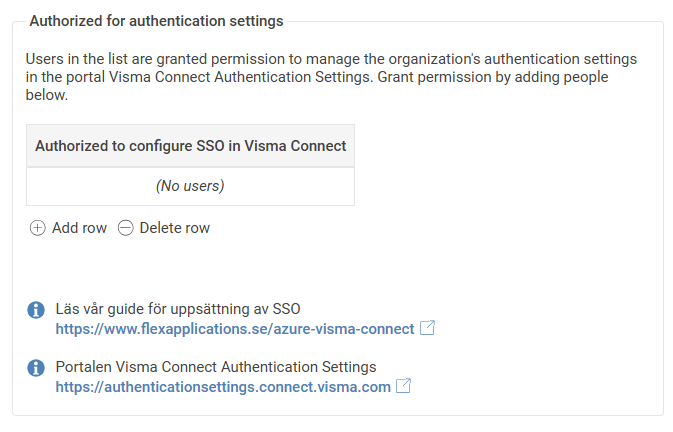 Authorized for authentication settings
Users in the list are granted permission to manage the organization's authentication settings
in the portal Visma Connect Authentication Settings. Grant permission by adding people
below.
Authorized to configure SSO in Visma Connect
(No users)
Add row Delete row
Läs vår guide för uppsättning av SSO
https://www.flexapplications.se/azure-visma-connect
Portalen Visma Connect Authentication Settings
https://authenticationsettings.connect.visma.com